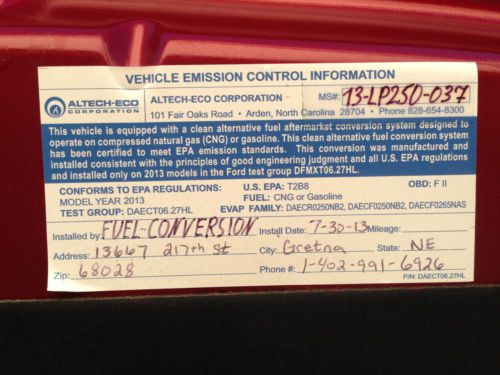 VEHICLE EMISSION CONTROL INFORMATION
ALTECH-ECO CORPORATION
ALTECH-ECO CORPORATION MS#: 13-LP250-037
101 Fair Oaks Road • Arden, North Carolina 28704 • Phone 828-654-8300
This vehicle is equipped with a clean alternative fuel aftermarket conversion system designed to
operate on compressed natural gas (CNG) or gasoline. This clean alternative fuel conversion system
has been certified to meet EPA emission standards. This conversion was manufactured and
installed consistent with the principles of good engineering judgment and all U.S. EPA regulations
and installed only on 2013 models in the Ford test group DFMXT06.27HL.
CONFORMS TO EPA REGULATIONS: U.S. EPA: T2B8 OBD: F II
MODEL YEAR 2013 FUEL: CNG or Gasoline
TEST GROUP: DAECT06.27HL EVAP FAMILY: DAECR0250NB2, DAECF0250NB2, DAECF0265NAS
Installed by: FUEL-CONVERSION Install Date: 7-30-13 Mileage:
Address: 13667 217th St City: Gretna State: NE
Zip: 68028 Phone #: 1-402-991-6926
P/N: DAECT06.27HL